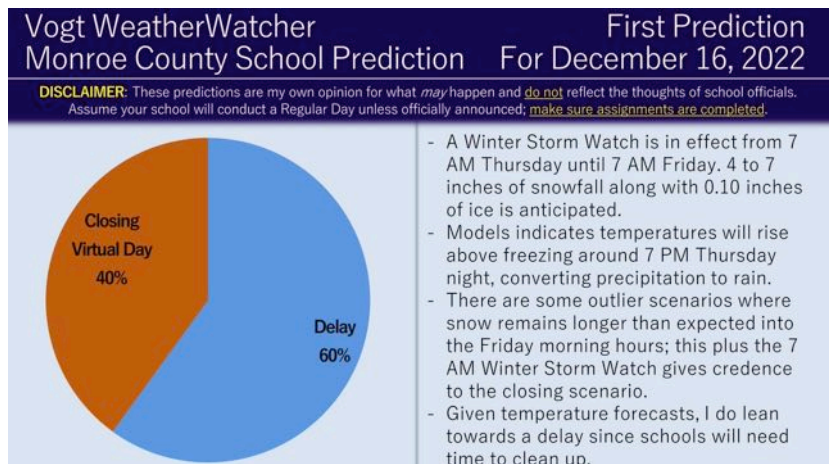 Vogt WeatherWatcher
Monroe County School Prediction
First Prediction
For December 16, 2022
DISCLAIMER: These predictions are my own opinion for what may happen and do not reflect the thoughts of school officials.
Assume your school will conduct a Regular Day unless officially announced; make sure assignments are completed.
Closing
Virtual Day
40%
Delay
60%
- A Winter Storm Watch is in effect from 7
AM Thursday until 7 AM Friday. 4 to 7
inches of snowfall along with 0.10 inches
of ice is anticipated.
- Models indicates temperatures will rise
above freezing around 7 PM Thursday
night, converting precipitation to rain.
- There are some outlier scenarios where
snow remains longer than expected into
the Friday morning hours; this plus the 7
AM Winter Storm Watch gives credence
to the closing scenario.
- Given temperature forecasts, I do lean
towards a delay since schools will need
time to clean up.